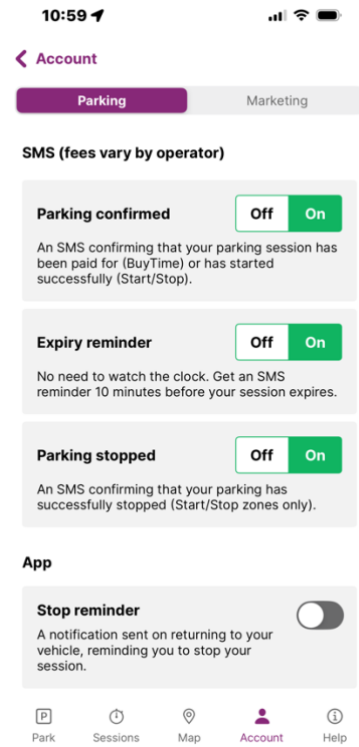 10:59
Account
Parking Marketing
SMS (fees vary by operator)
Parking confirmed Off On
An SMS confirming that your parking session has
been paid for (BuyTime) or has started
successfully (Start/Stop).
Expiry reminder Off On
No need to watch the clock. Get an SMS
reminder 10 minutes before your session expires.
Parking stopped Off On
An SMS confirming that your parking has
successfully stopped (Start/Stop zones only).
App
Stop reminder
A notification sent on returning to your
vehicle, reminding you to stop your
session.
P
Park Sessions Map Account Help